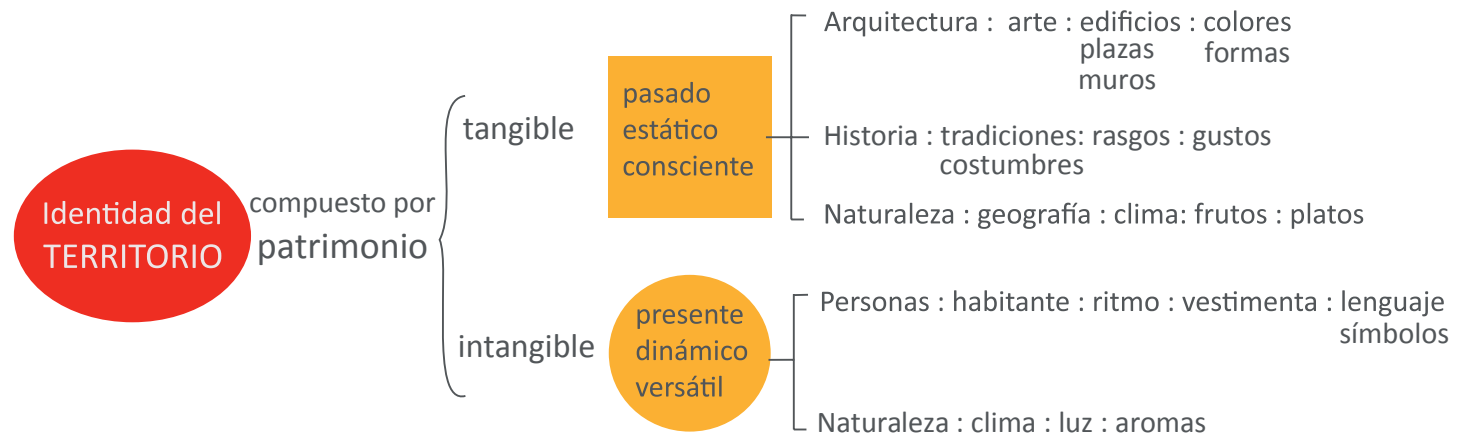 Identidad del
TERRITORIO
compuesto por
patrimonio
tangible
pasado
estático
consciente
Arquitectura : arte : edificios : colores
plazas formas
muros
Historia : tradiciones: rasgos : gustos
costumbres
Naturaleza : geografía : clima: frutos : platos
intangible
presente
dinámico
versátil
Personas : habitante : ritmo : vestimenta : lenguaje
símbolos
Naturaleza : clima : luz : aromas